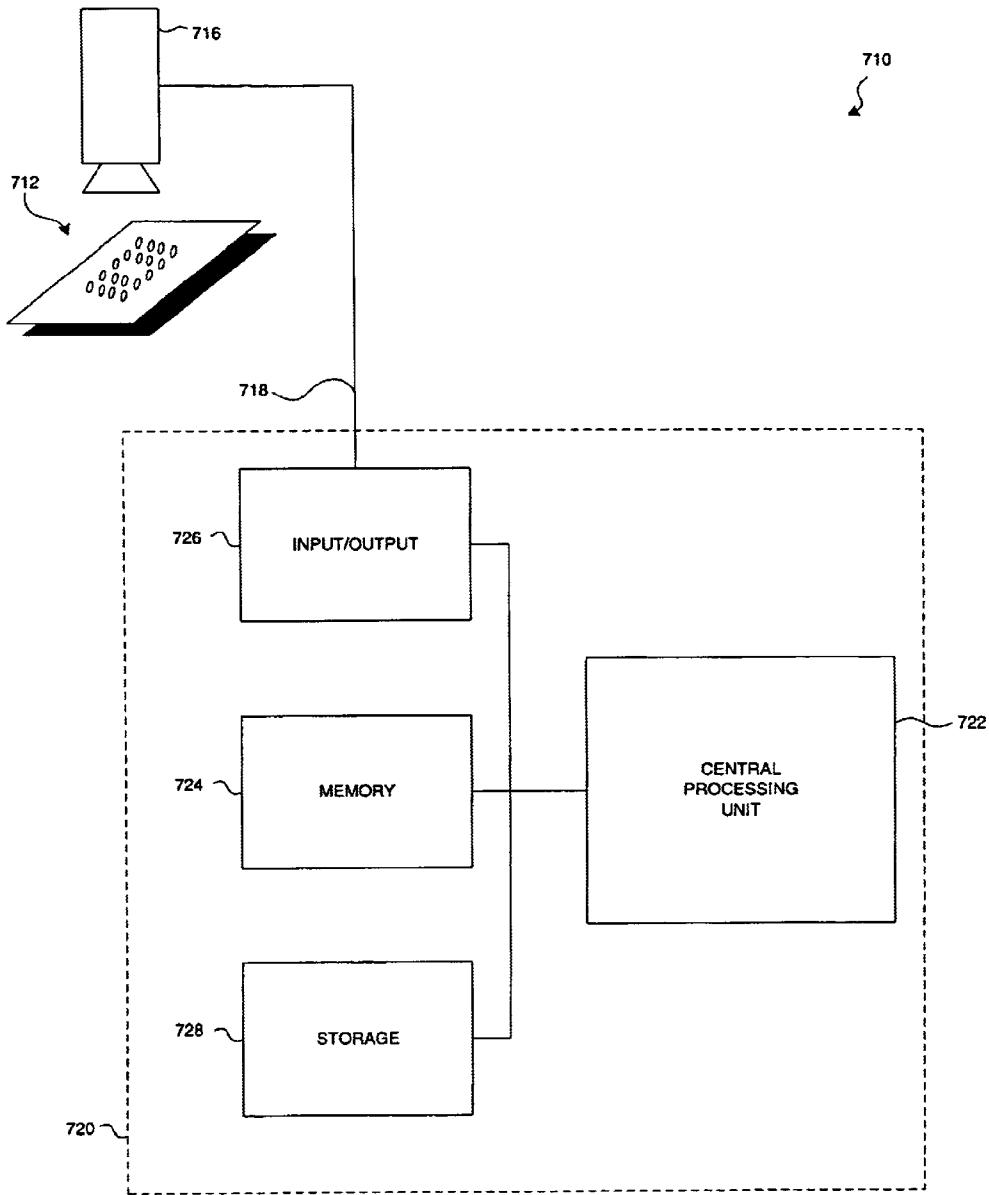 716
710
712
718
726
INPUT/OUTPUT
722
724
MEMORY
CENTRAL
PROCESSING
UNIT
728
STORAGE
720